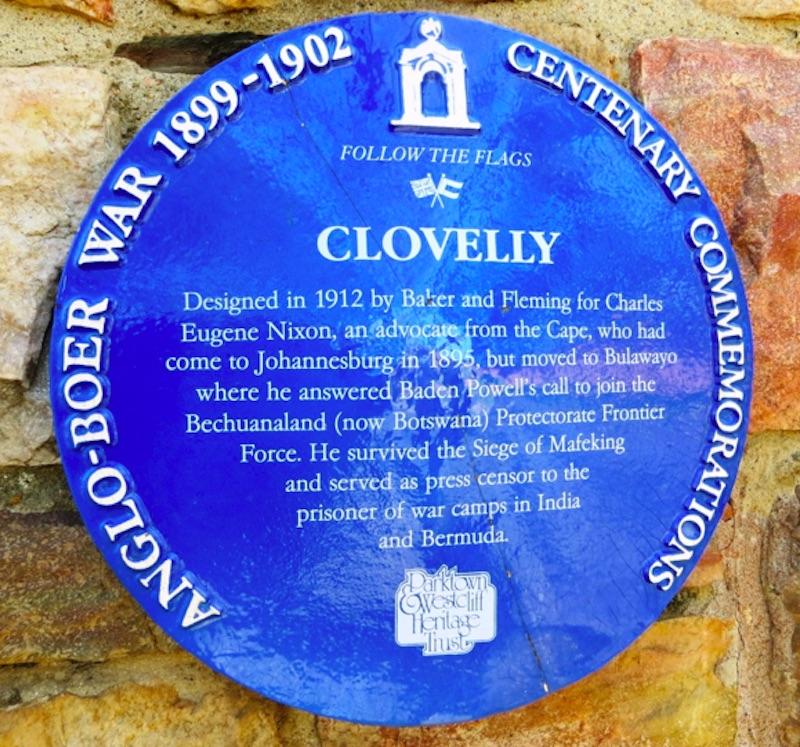 ANGLO-BOER WAR 1899-1902
CENTENARY COMMEMORATIONS
FOLLOW THE FLAGS
CLOVELLY
Designed in 1912 by Baker and Fleming for Charles
Eugene Nixon, an advocate from the Cape, who had
come to Johannesburg in 1895, but moved to Bulawayo
where he answered Baden Powell's call to join the
Bechuanaland (now Botswana) Protectorate Frontier
Force. He survived the Siege of Mafeking
and served as press censor to the
prisoner of war camps in India
and Bermuda.
Parktown
& Westcliff
Heritage
Trust